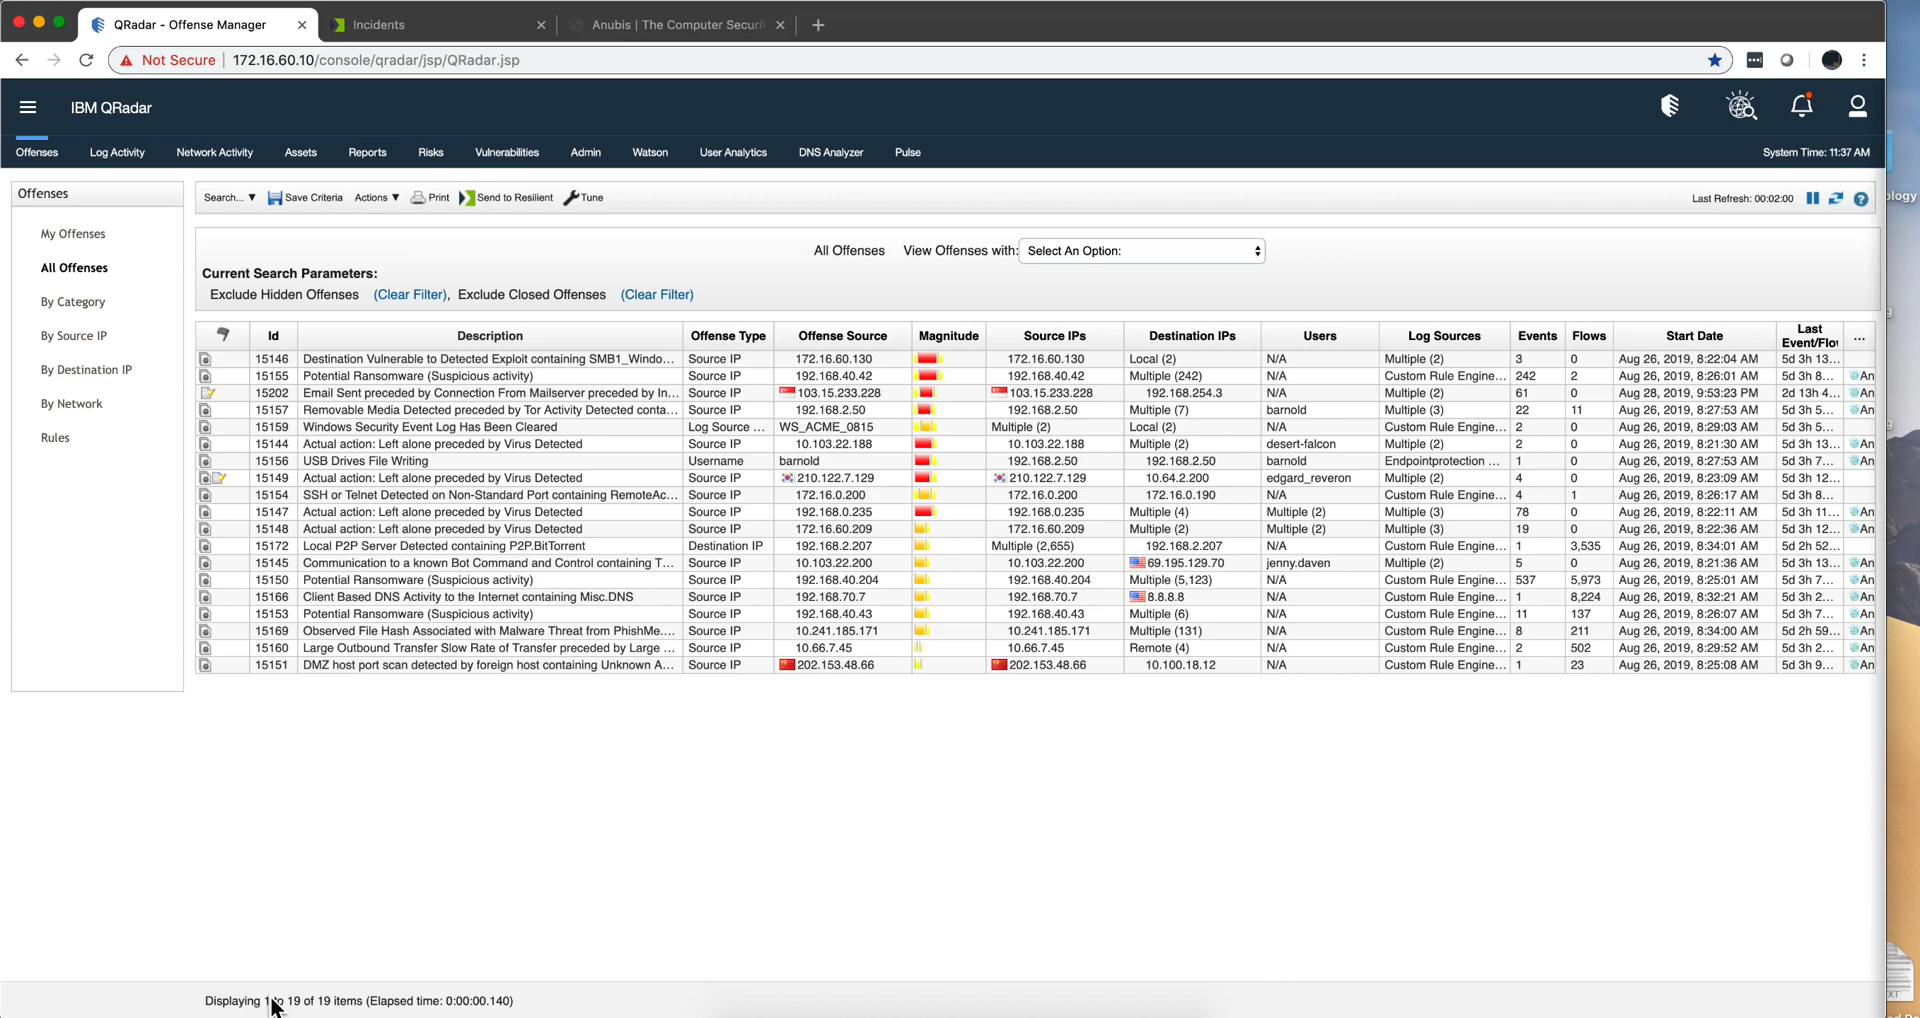 QRadar - Offense Manager
Incidents
Anubis | The Computer Securi
Not Secure 172.16.60.10/console/qradar/jsp/QRadar.jsp
IBM QRadar
Offenses Log Activity Network Activity Assets Reports Risks Vulnerabilities Admin Watson User Analytics DNS Analyzer Pulse System Time: 11:37 AM
Offenses
My Offenses
All Offenses
By Category
By Source IP
By Destination IP
By Network
Rules
Search... ▼ Save Criteria Actions ▼ Print Send to Resilient Tune Last Refresh: 00:02:00
All Offenses View Offenses with: Select An Option:
Current Search Parameters:
Exclude Hidden Offenses (Clear Filter), Exclude Closed Offenses (Clear Filter)
Id Description Offense Type Offense Source Magnitude Source IPs Destination IPs Users Log Sources Events Flows Start Date Last Event/Flo ...
15146 Destination Vulnerable to Detected Exploit containing SMB1_Windo... Source IP 172.16.60.130 172.16.60.130 Local (2) N/A Multiple (2) 3 0 Aug 26, 2019, 8:22:04 AM 5d 3h 13...
15155 Potential Ransomware (Suspicious activity) Source IP 192.168.40.42 192.168.40.42 Multiple (242) N/A Custom Rule Engine... 242 2 Aug 26, 2019, 8:26:01 AM 5d 3h 8... An
15202 Email Sent preceded by Connection From Mailserver preceded by In... Source IP 103.15.233.228 103.15.233.228 192.168.254.3 N/A Multiple (2) 61 0 Aug 28, 2019, 9:53:23 PM 2d 13h 4... An
15157 Removable Media Detected preceded by Tor Activity Detected conta... Source IP 192.168.2.50 192.168.2.50 Multiple (7) barnold Multiple (3) 22 11 Aug 26, 2019, 8:27:53 AM 5d 3h 5... An
15159 Windows Security Event Log Has Been Cleared Log Source ... WS_ACME_0815 Multiple (2) Local (2) N/A Custom Rule Engine... 2 0 Aug 26, 2019, 8:29:03 AM 5d 3h 5...
15144 Actual action: Left alone preceded by Virus Detected Source IP 10.103.22.188 10.103.22.188 Multiple (2) desert-falcon Multiple (2) 2 0 Aug 26, 2019, 8:21:30 AM 5d 3h 13... An
15156 USB Drives File Writing Username barnold 192.168.2.50 192.168.2.50 barnold Endpointprotection ... 1 0 Aug 26, 2019, 8:27:53 AM 5d 3h 7... An
15149 Actual action: Left alone preceded by Virus Detected Source IP 210.122.7.129 210.122.7.129 10.64.2.200 edgard_reveron Multiple (2) 4 0 Aug 26, 2019, 8:23:09 AM 5d 3h 12...
15154 SSH or Telnet Detected on Non-Standard Port containing RemoteAc... Source IP 172.16.0.200 172.16.0.200 172.16.0.190 N/A Custom Rule Engine... 4 1 Aug 26, 2019, 8:26:17 AM 5d 3h 8...
15147 Actual action: Left alone preceded by Virus Detected Source IP 192.168.0.235 192.168.0.235 Multiple (4) Multiple (2) Multiple (3) 78 0 Aug 26, 2019, 8:22:11 AM 5d 3h 11... An
15148 Actual action: Left alone preceded by Virus Detected Source IP 172.16.60.209 172.16.60.209 Multiple (2) Multiple (2) Multiple (3) 19 0 Aug 26, 2019, 8:22:36 AM 5d 3h 12... An
15172 Local P2P Server Detected containing P2P.BitTorrent Destination IP 192.168.2.207 Multiple (2,655) 192.168.2.207 N/A Custom Rule Engine... 1 3,535 Aug 26, 2019, 8:34:01 AM 5d 2h 52... An
15145 Communication to a known Bot Command and Control containing T... Source IP 10.103.22.200 10.103.22.200 69.195.129.70 jenny.daven Multiple (2) 5 0 Aug 26, 2019, 8:21:36 AM 5d 3h 13... An
15150 Potential Ransomware (Suspicious activity) Source IP 192.168.40.204 192.168.40.204 Multiple (5,123) N/A Custom Rule Engine... 537 5,973 Aug 26, 2019, 8:25:01 AM 5d 3h 7... An
15166 Client Based DNS Activity to the Internet containing Misc.DNS Source IP 192.168.70.7 192.168.70.7 8.8.8.8 N/A Custom Rule Engine... 1 8,224 Aug 26, 2019, 8:32:21 AM 5d 3h 2... An
15153 Potential Ransomware (Suspicious activity) Source IP 192.168.40.43 192.168.40.43 Multiple (6) N/A Custom Rule Engine... 11 137 Aug 26, 2019, 8:26:07 AM 5d 3h 7... An
15169 Observed File Hash Associated with Malware Threat from PhishMe.... Source IP 10.241.185.171 10.241.185.171 Multiple (131) N/A Custom Rule Engine... 8 211 Aug 26, 2019, 8:34:00 AM 5d 2h 59... An
15160 Large Outbound Transfer Slow Rate of Transfer preceded by Large ... Source IP 10.66.7.45 10.66.7.45 Remote (4) N/A Custom Rule Engine... 2 502 Aug 26, 2019, 8:29:52 AM 5d 3h 2... An
15151 DMZ host port scan detected by foreign host containing Unknown A... Source IP 202.153.48.66 202.153.48.66 10.100.18.12 N/A Custom Rule Engine... 1 23 Aug 26, 2019, 8:25:08 AM 5d 3h 9... An
Displaying 1 to 19 of 19 items (Elapsed time: 0:00:00.140)
ology